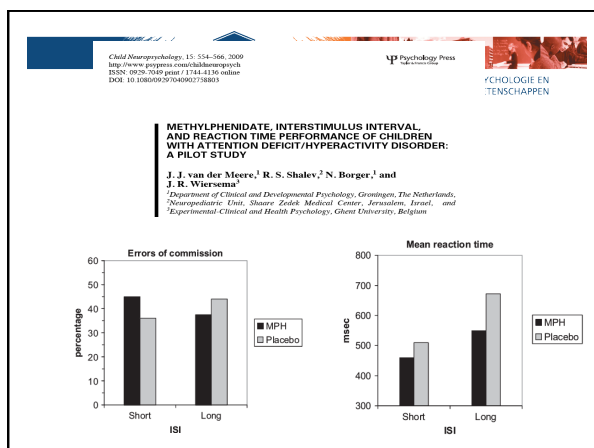 Child Neuropsychology, 15: 554–566, 2009
http://www.psypress.com/childneuropsych
ISSN: 0929-7049 print / 1744-4136 online
DOI: 10.1080/09297040902758803
Psychology Press
Taylor & Francis Group
YCHOLOGIE EN
TENSCHAPPEN
METHYLPHENIDATE, INTERSTIMULUS INTERVAL,
AND REACTION TIME PERFORMANCE OF CHILDREN
WITH ATTENTION DEFICIT/HYPERACTIVITY DISORDER:
A PILOT STUDY
J. J. van der Meere,1 R. S. Shalev,2 N. Borger,1 and
J. R. Wiersema3
1Department of Clinical and Developmental Psychology, Groningen, The Netherlands,
2Neuropediatric Unit, Shaare Zedek Medical Center, Jerusalem, Israel, and
3Experimental-Clinical and Health Psychology, Ghent University, Belgium
Errors of commission
percentage
60
50
40
30
20
10
0
Short
Long
ISI
MPH
Placebo
Mean reaction time
msec
800
700
600
500
400
300
Short
Long
ISI
MPH
Placebo